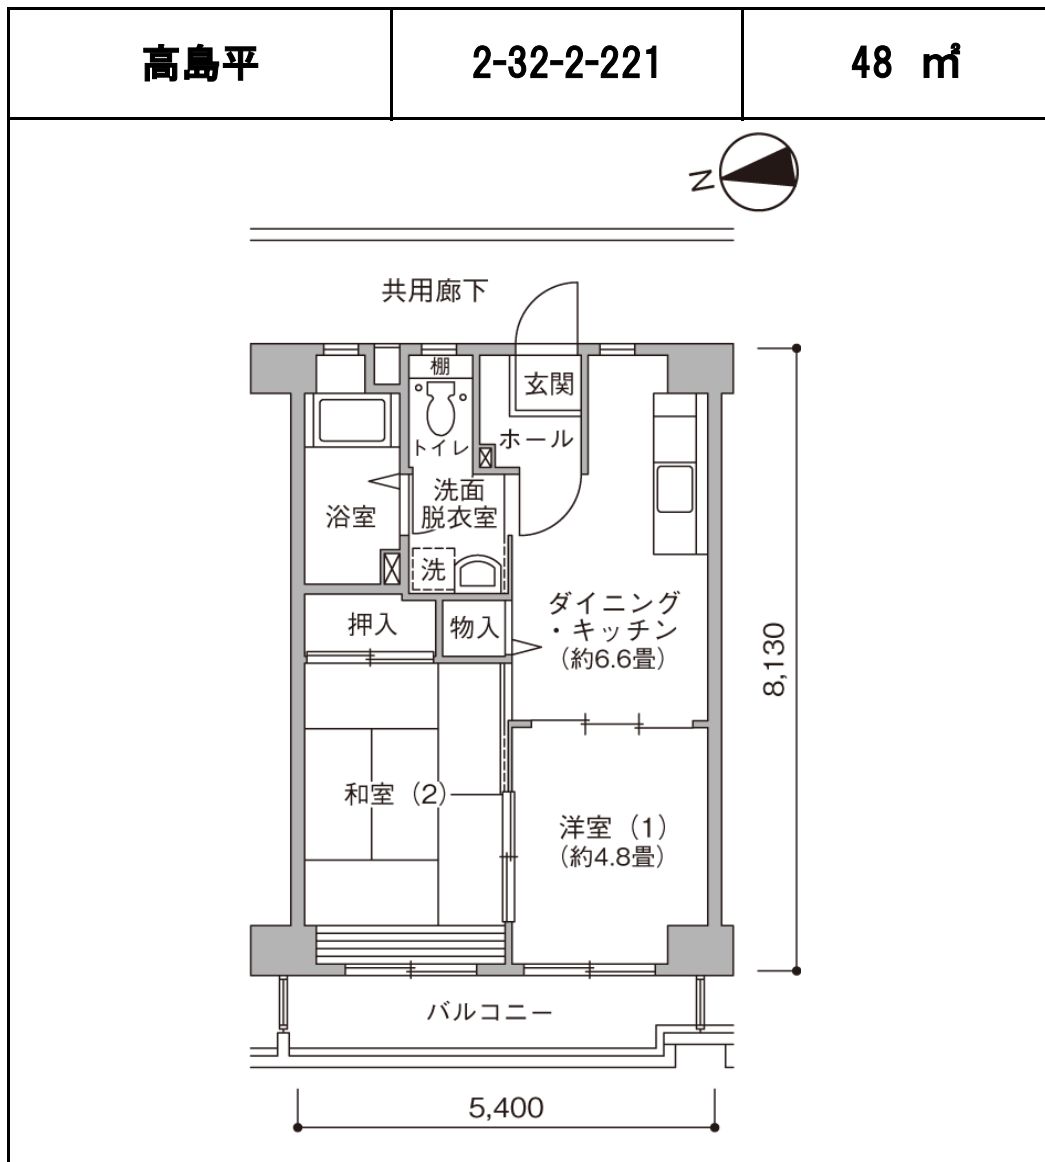 高島平
2-32-2-221
48 ㎡
N
共用廊下
棚
玄関
トイレ
ホール
洗面
脱衣室
浴室
洗
ダイニング
・キッチン
(約6.6畳)
押入
物入
8,130
和室(2)
洋室(1)
(約4.8畳)
バルコニー
5,400